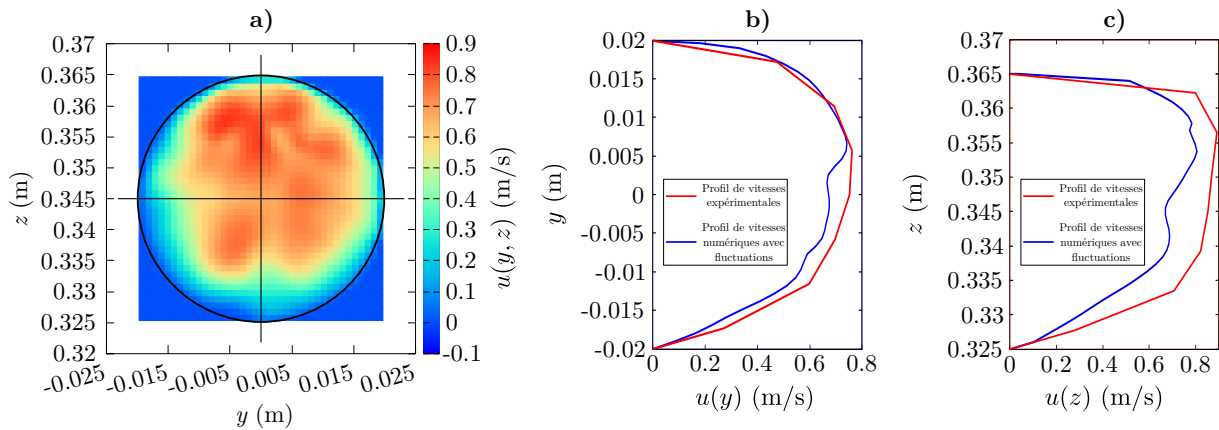 a)
0.37
0.365
0.36
0.355
0.35
0.345
0.34
0.335
0.33
0.325
0.32
z (m)
-0.025
-0.015
-0.005
0.005
0.015
0.025
y (m)
0.9
0.8
0.7
0.6
0.5
0.4
0.3
0.2
0.1
0
-0.1
u(y, z) (m/s)
b)
0.02
0.015
0.01
0.005
0
-0.005
-0.01
-0.015
-0.02
y (m)
Profil de vitesses
expérimentales
Profil de vitesses
numériques avec
fluctuations
0
0.2
0.4
0.6
0.8
u(y) (m/s)
c)
0.37
0.365
0.36
0.355
0.35
0.345
0.34
0.335
0.33
0.325
z (m)
Profil de vitesses
expérimentales
Profil de vitesses
numériques avec
fluctuations
0
0.2
0.4
0.6
0.8
u(z) (m/s)